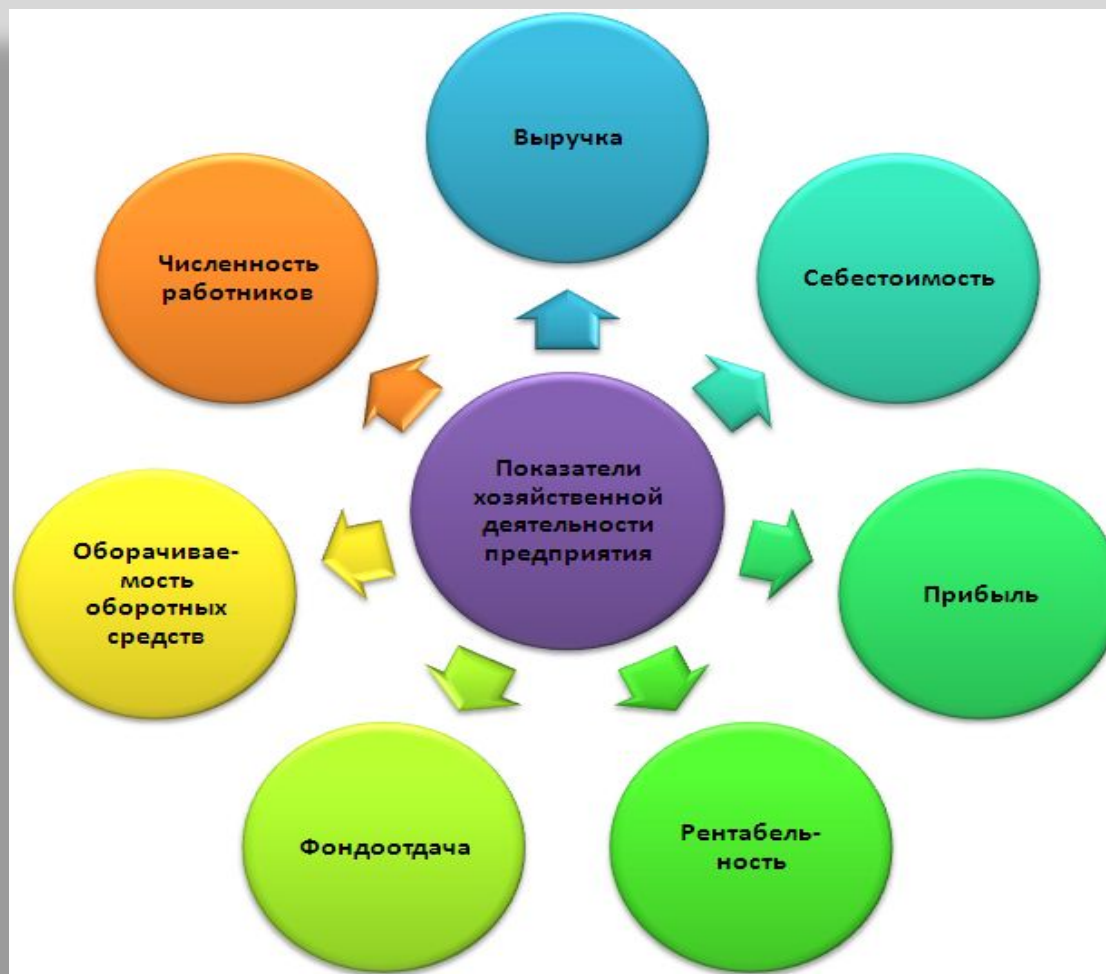 Выручка
Численность
работников
Себестоимость
Показатели
хозяйственной
деятельности
предприятия
Оборачивае-
мость
оборотных
средств
Прибыль
Фондоотдача
Рентабель-
ность